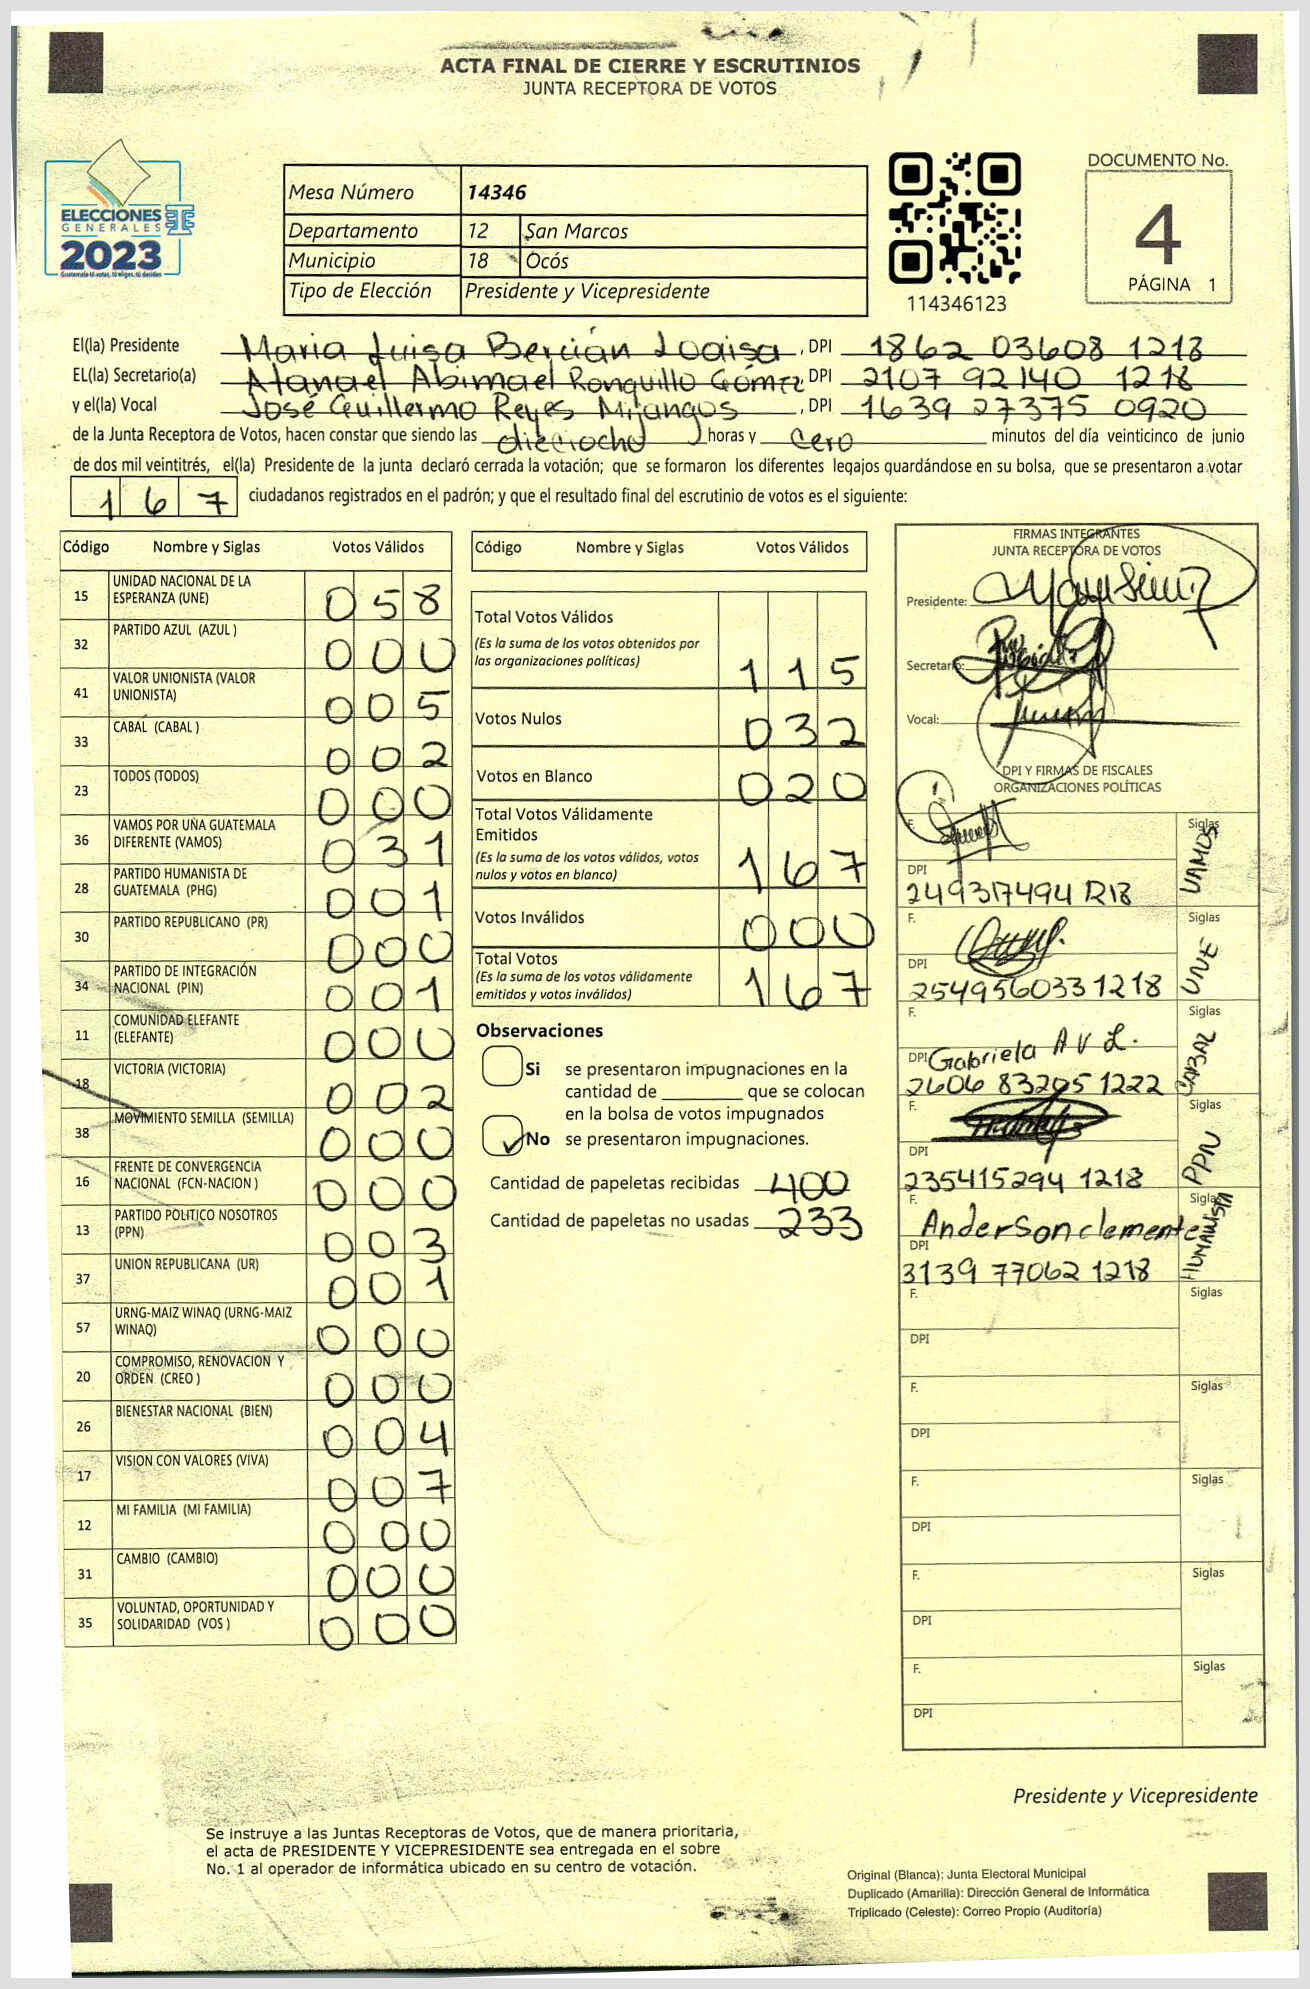 ACTA FINAL DE CIERRE Y ESCRUTINIOS
JUNTA RECEPTORA DE VOTOS
ELECCIONES
GENERALES
2023
Mesa Número 14346
Departamento 12 San Marcos
Municipio 18 Ocós
Tipo de Elección Presidente y Vicepresidente
114346123
DOCUMENTO No.
4
PÁGINA 1
El(la) Presidente Maria Luisa Bercián Loaisa, DPI 1862 03608 1218
EL(la) Secretario(a) Atanael Abimael Ronquillo Gómez DPI 2107 92140 1218
y el(la) Vocal José Guillermo Reyes Mijangos, DPI 1639 27375 0920
de la Junta Receptora de Votos, hacen constar que siendo las dieciocho horas y cero minutos del día veinticinco de junio
de dos mil veintitrés, el(la) Presidente de la junta declaró cerrada la votación; que se formaron los diferentes legajos guardándose en su bolsa, que se presentaron a votar
167 ciudadanos registrados en el padrón; y que el resultado final del escrutinio de votos es el siguiente:
Código Nombre y Siglas Votos Válidos
15 UNIDAD NACIONAL DE LA ESPERANZA (UNE) 058
32 PARTIDO AZUL (AZUL ) 000
41 VALOR UNIONISTA (VALOR UNIONISTA) 005
33 CABAL (CABAL ) 002
23 TODOS (TODOS) 000
36 VAMOS POR UNA GUATEMALA DIFERENTE (VAMOS) 031
28 PARTIDO HUMANISTA DE GUATEMALA (PHG) 001
30 PARTIDO REPUBLICANO (PR) 000
34 PARTIDO DE INTEGRACIÓN NACIONAL (PIN) 001
11 COMUNIDAD ELEFANTE (ELEFANTE) 000
18 VICTORIA (VICTORIA) 002
38 MOVIMIENTO SEMILLA (SEMILLA) 000
16 FRENTE DE CONVERGENCIA NACIONAL (FCN-NACION ) 000
13 PARTIDO POLITICO NOSOTROS (PPN) 003
37 UNION REPUBLICANA (UR) 001
57 URNG-MAIZ WINAQ (URNG-MAIZ WINAQ) 000
20 COMPROMISO, RENOVACION Y ORDEN (CREO ) 000
26 BIENESTAR NACIONAL (BIEN) 004
17 VISION CON VALORES (VIVA) 007
12 MI FAMILIA (MI FAMILIA) 000
31 CAMBIO (CAMBIO) 000
35 VOLUNTAD, OPORTUNIDAD Y SOLIDARIDAD (VOS ) 000
Código Nombre y Siglas Votos Válidos
Total Votos Válidos
(Es la suma de los votos obtenidos por
las organizaciones políticas) 115
Votos Nulos 032
Votos en Blanco 020
Total Votos Válidamente
Emitidos
(Es la suma de los votos válidos, votos
nulos y votos en blanco) 167
Votos Inválidos 000
Total Votos
(Es la suma de los votos válidamente
emitidos y votos inválidos) 167
Observaciones
Si se presentaron impugnaciones en la
cantidad de ________ que se colocan
en la bolsa de votos impugnados
No se presentaron impugnaciones.
Cantidad de papeletas recibidas 400
Cantidad de papeletas no usadas 233
FIRMAS INTEGRANTES
JUNTA RECEPTORA DE VOTOS
Presidente:
Secretario:
Vocal:
DPI Y FIRMAS DE FISCALES
ORGANIZACIONES POLÍTICAS
F. Siglas VAMOS
DPI
249317494 1218
F. Siglas UNE
DPI
2549560331218
F. Gabriela A V L. Siglas CABAL
DPI
2606 83205 1222
F. Siglas PPN
DPI
235415294 1218
F. Anderson clemente Siglas HUMANISTA
DPI
3139 77062 1218
F. Siglas
DPI
F. Siglas
DPI
F. Siglas
DPI
F. Siglas
DPI
F. Siglas
DPI
Presidente y Vicepresidente
Se instruye a las Juntas Receptoras de Votos, que de manera prioritaria,
el acta de PRESIDENTE Y VICEPRESIDENTE sea entregada en el sobre
No. 1 al operador de informática ubicado en su centro de votación.
Original (Blanca): Junta Electoral Municipal
Duplicado (Amarilla): Dirección General de Informática
Triplicado (Celeste): Correo Propio (Auditoría)